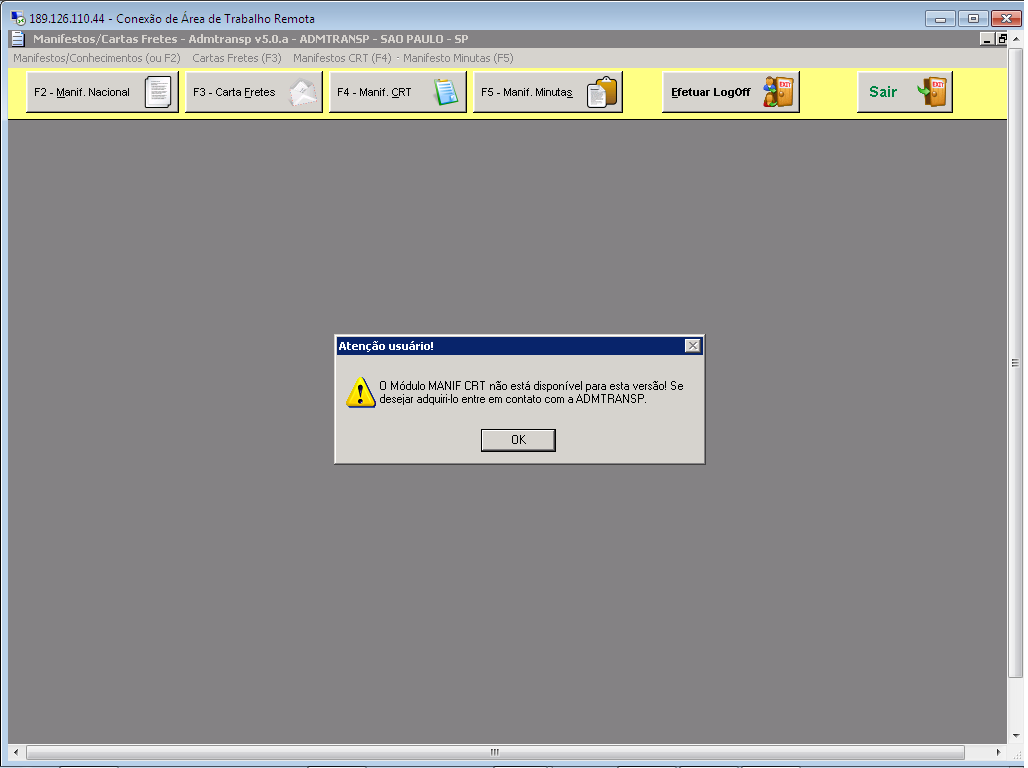 189.126.110.44 - Conexão de Área de Trabalho Remota
Manifestos/Cartas Fretes - Admtransp v5.0.a - ADMTRANSP - SAO PAULO - SP
Manifestos/Conhecimentos (ou F2) Cartas Fretes (F3) Manifestos CRT (F4) - Manifesto Minutas (F5)
F2 - Manif. Nacional
F3 - Carta Fretes
F4 - Manif. CRT
F5 - Manif. Minutas
Efetuar LogOff
EXIT
Sair
EXIT
Atenção usuário!
O Módulo MANIF CRT não está disponível para esta versão! Se
desejar adquiri-lo entre em contato com a ADMTRANSP.
OK